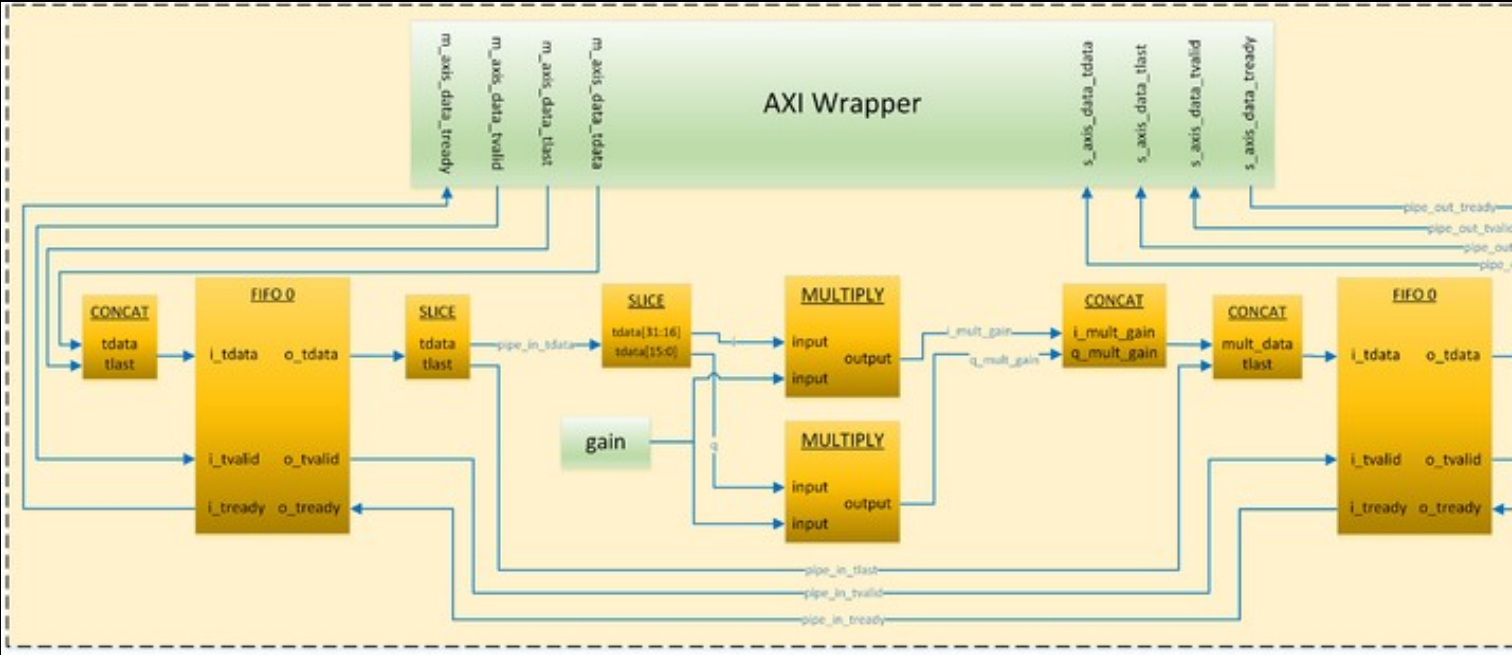 m_axis_data_tready
m_axis_data_tvalid
m_axis_data_tlast
m_axis_data_tdata
AXI Wrapper
s_axis_data_tdata
s_axis_data_tlast
s_axis_data_tvalid
s_axis_data_tready
pipe_out_tready
pipe_out_tvalid
pipe_out
pipe_
CONCAT
tdata
tlast
FIFO 0
i_tdata o_tdata
i_tvalid o_tvalid
i_tready o_tready
SLICE
tdata
tlast
pipe_in_tdata
SLICE
tdata[31:16]
tdata[15:0]
i
q
gain
MULTIPLY
input
output
input
MULTIPLY
input
output
input
i_mult_gain
q_mult_gain
CONCAT
i_mult_gain
q_mult_gain
CONCAT
mult_data
tlast
FIFO 0
i_tdata o_tdata
i_tvalid o_tvalid
i_tready o_tready
pipe_in_tlast
pipe_in_tvalid
pipe_in_tready